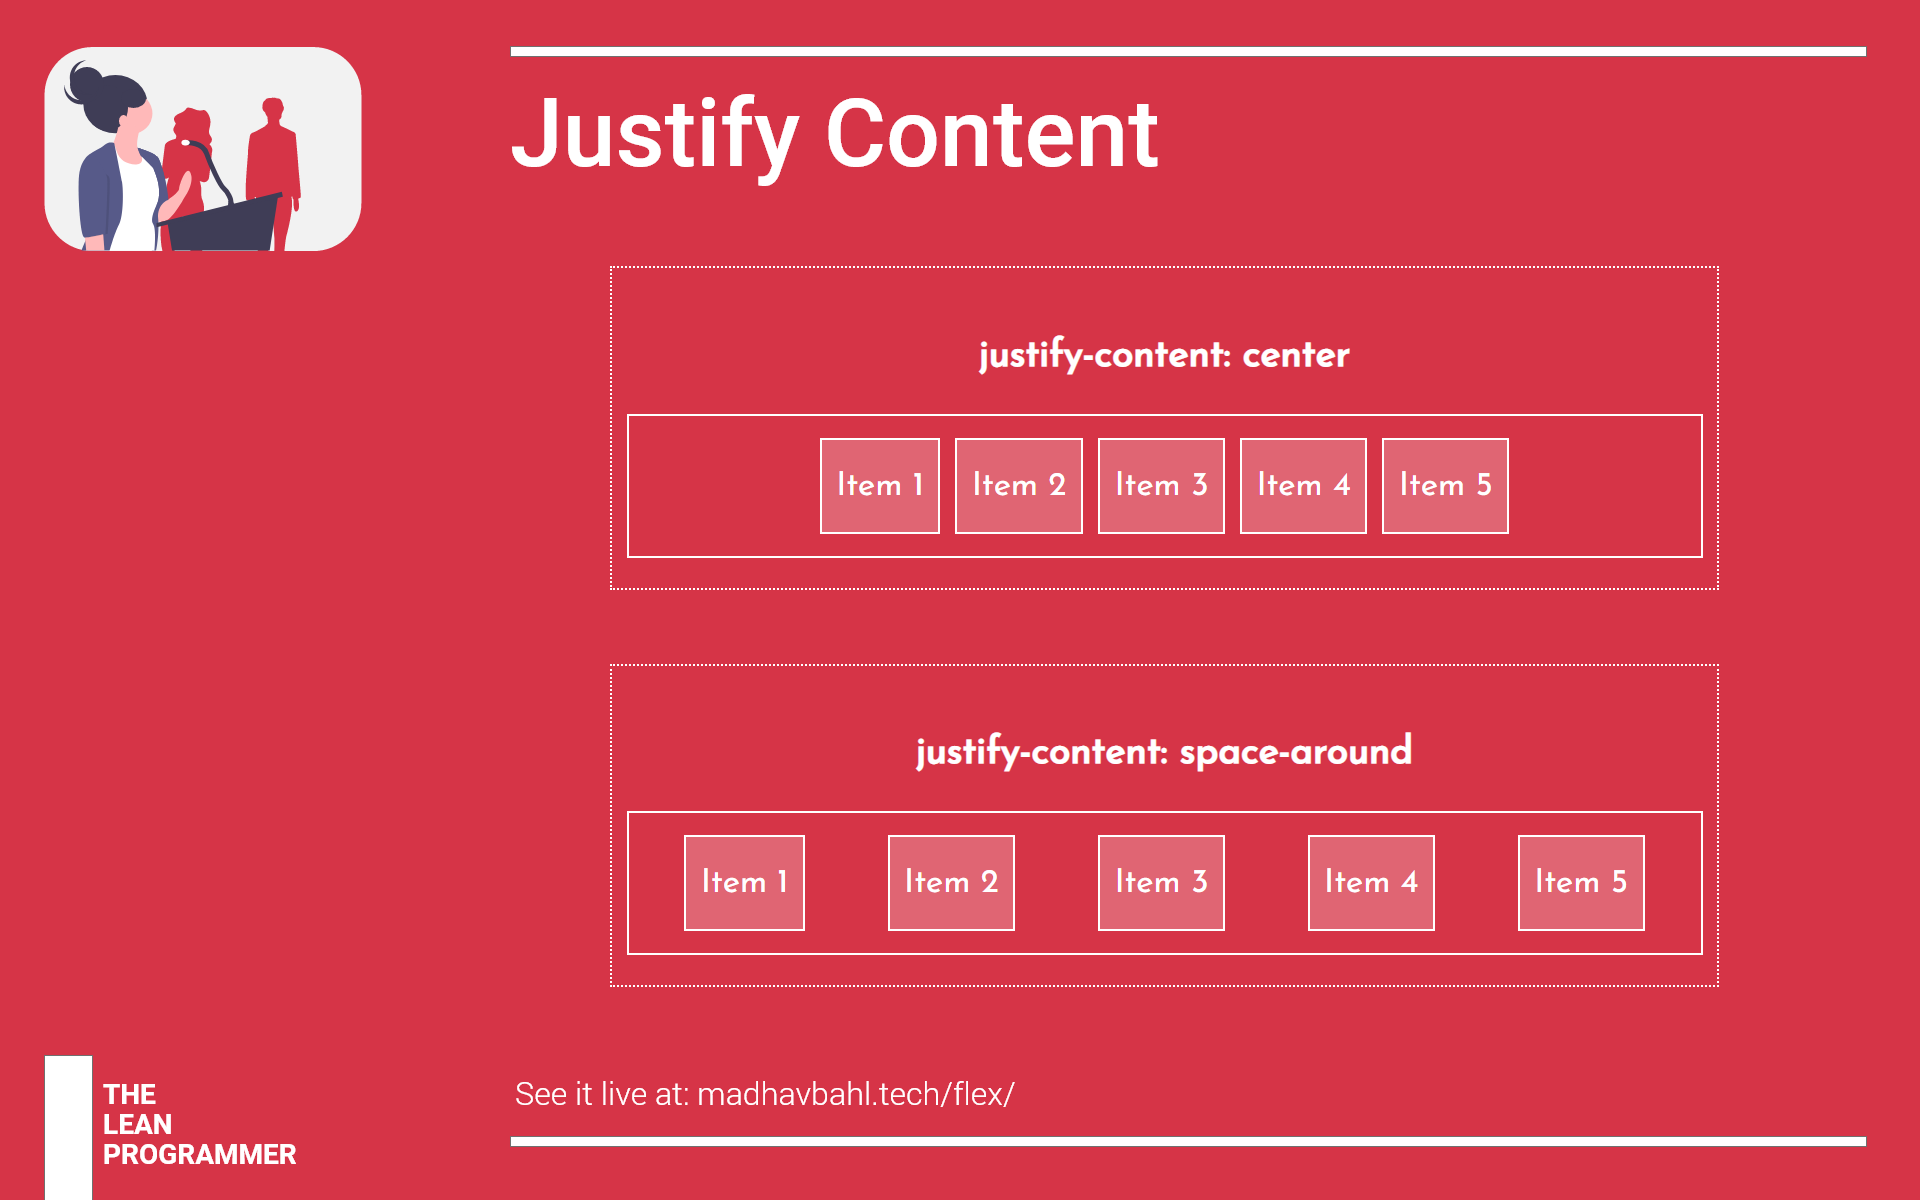 Justify Content
justify-content: center
Item 1 Item 2 Item 3 Item 4 Item 5
justify-content: space-around
Item 1 Item 2 Item 3 Item 4 Item 5
See it live at: madhavbahl.tech/flex/
THE
LEAN
PROGRAMMER